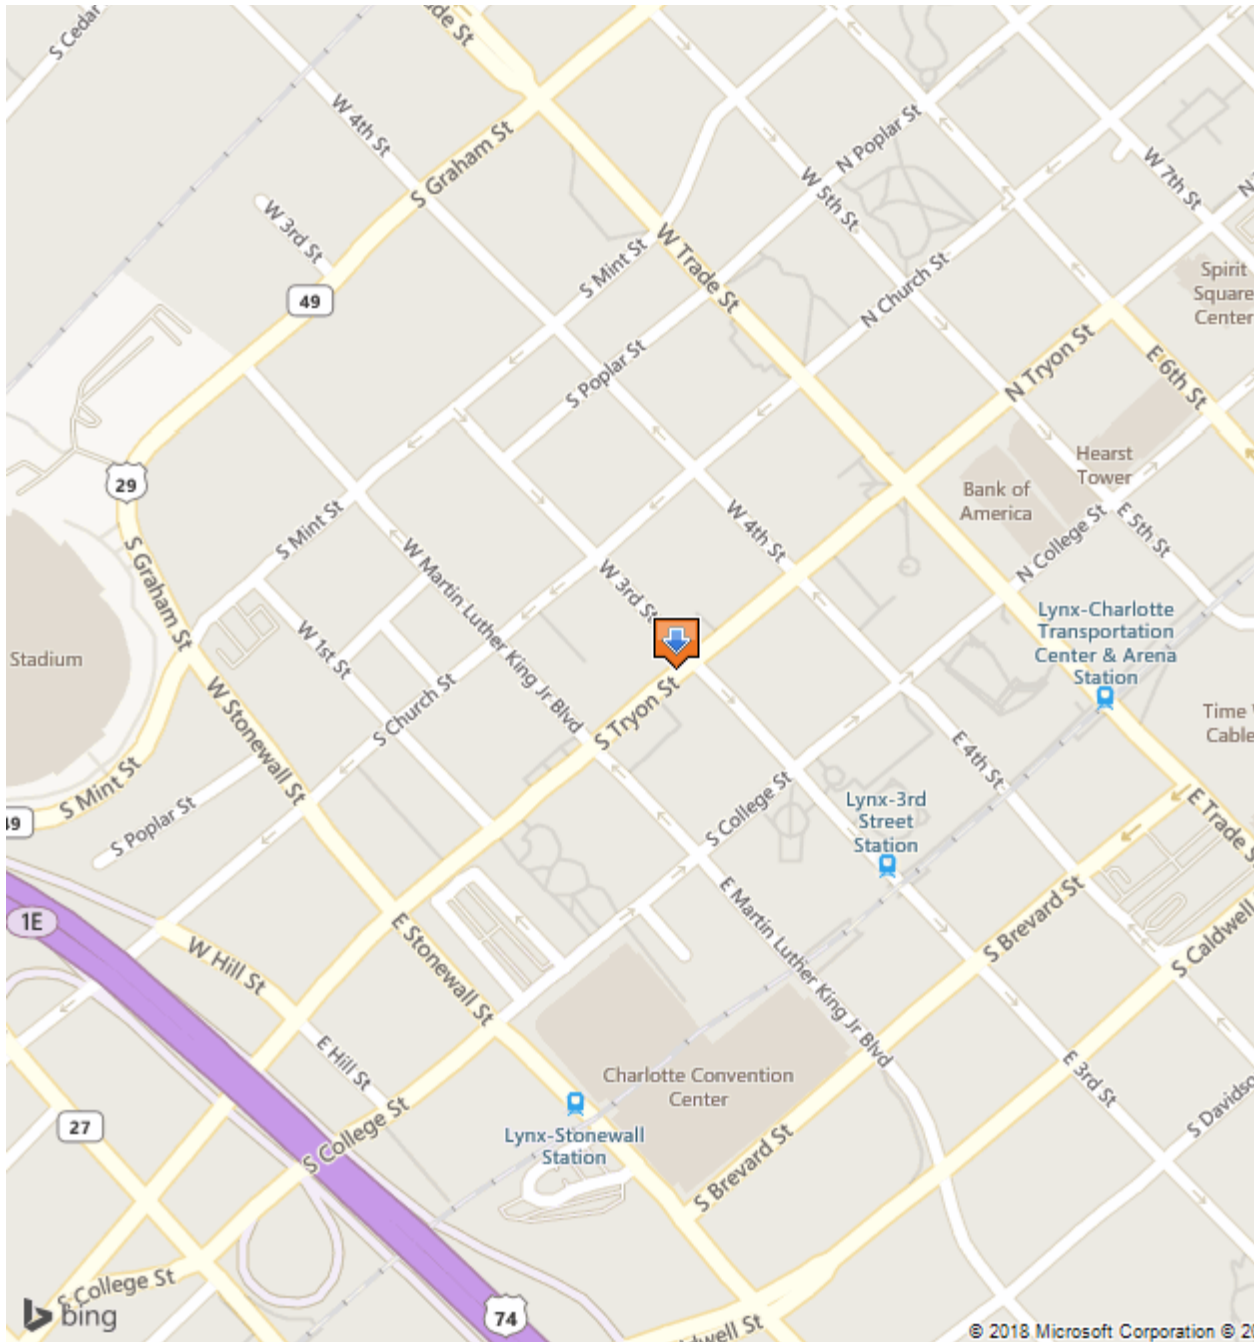 S Cedar
de St
W 4th St
S Graham St
N Poplar St
W 7th St
W 5th St
W 3rd St
W Trade St
S Mint St
Spirit
Square
Center
N Church St
49
S Poplar St
N Tryon St
E 6th St
Hearst
Tower
29
Bank of
America
W 4th St
E 5th St
S Mint St
N College St
S Graham St
W Martin Luther King Jr Blvd
W 3rd St
Lynx-Charlotte
Transportation
Center & Arena
Station
Stadium
W 1st St
S Church St
S Tryon St
Time W
Cable
W Stonewall St
E 4th St
S Mint St
S College St
Lynx-3rd
Street
Station
E Trade S
49
S Poplar St
1E
W Hill St
E Stonewall St
E Martin Luther King Jr Blvd
S Brevard St
S Caldwell
E Hill St
Charlotte Convention
Center
E 3rd St
27
S College St
Lynx-Stonewall
Station
S Davidso
S Brevard St
S College St
bing
74
dwell St
© 2018 Microsoft Corporation © 2